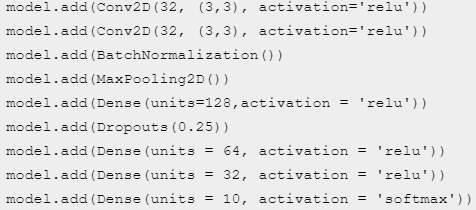 model.add(Conv2D(32, (3,3), activation='relu'))
model.add(Conv2D(32, (3,3), activation='relu'))
model.add(BatchNormalization())
model.add(MaxPooling2D())
model.add(Dense(units=128,activation = 'relu'))
model.add(Dropouts(0.25))
model.add(Dense(units = 64, activation = 'relu'))
model.add(Dense(units = 32, activation = 'relu'))
model.add(Dense(units = 10, activation = 'softmax'))